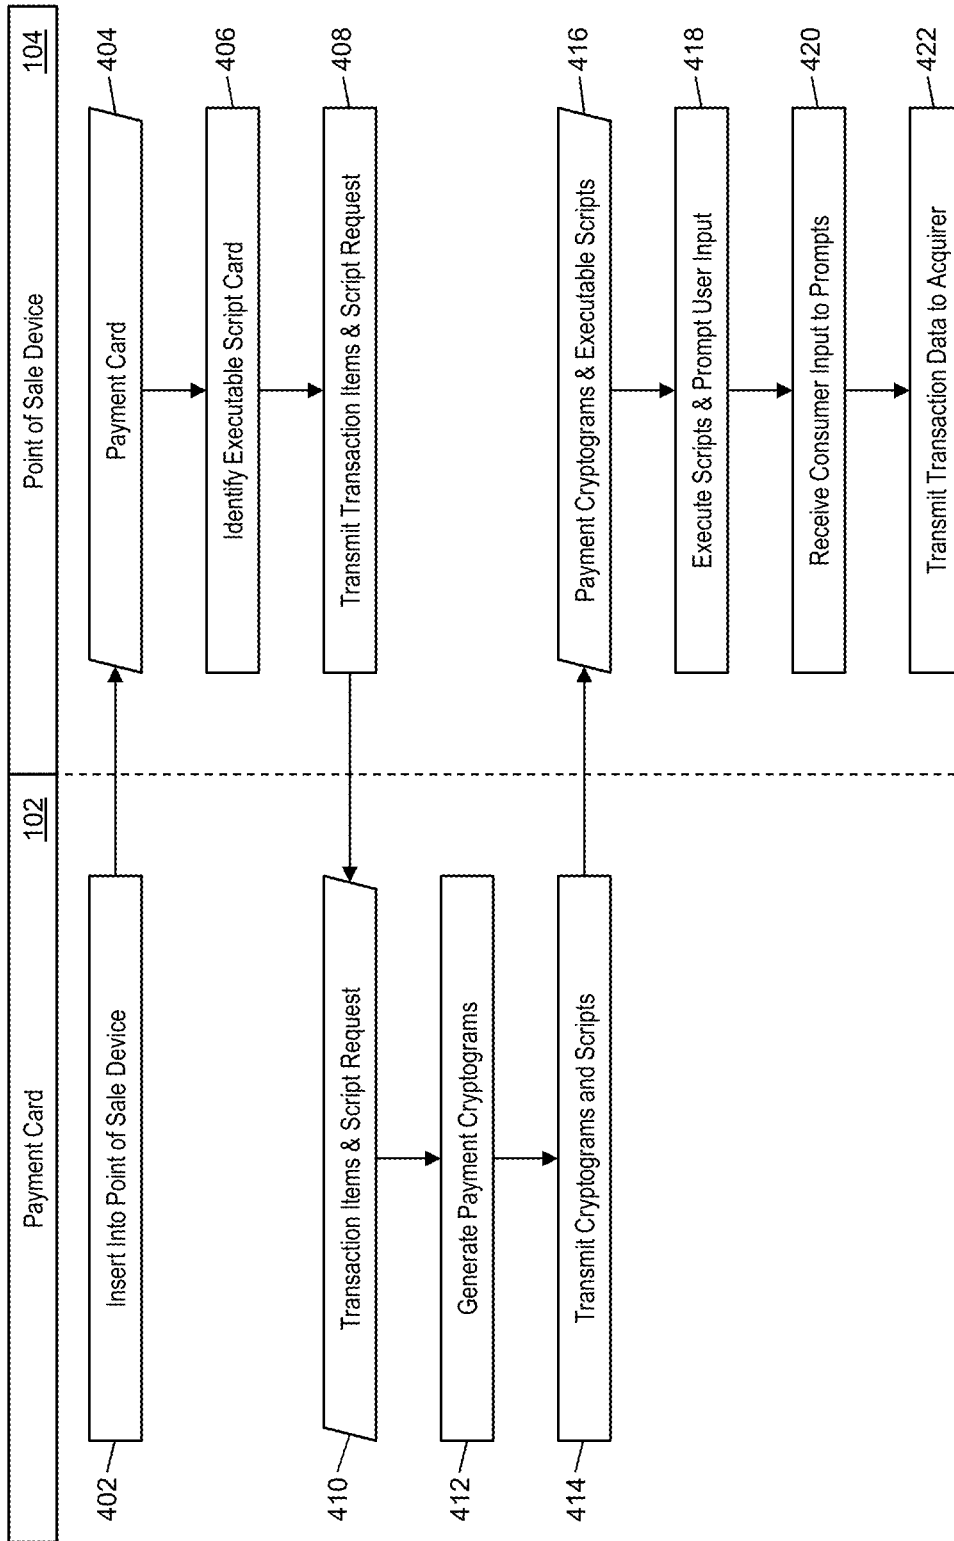 Payment Card
102
Point of Sale Device
104
402
Insert Into Point of Sale Device
Payment Card
404
Identify Executable Script Card
406
Transmit Transaction Items & Script Request
408
410
Transaction Items & Script Request
412
Generate Payment Cryptograms
414
Transmit Cryptograms and Scripts
Payment Cryptograms & Executable Scripts
416
Execute Scripts & Prompt User Input
418
Receive Consumer Input to Prompts
420
Transmit Transaction Data to Acquirer
422